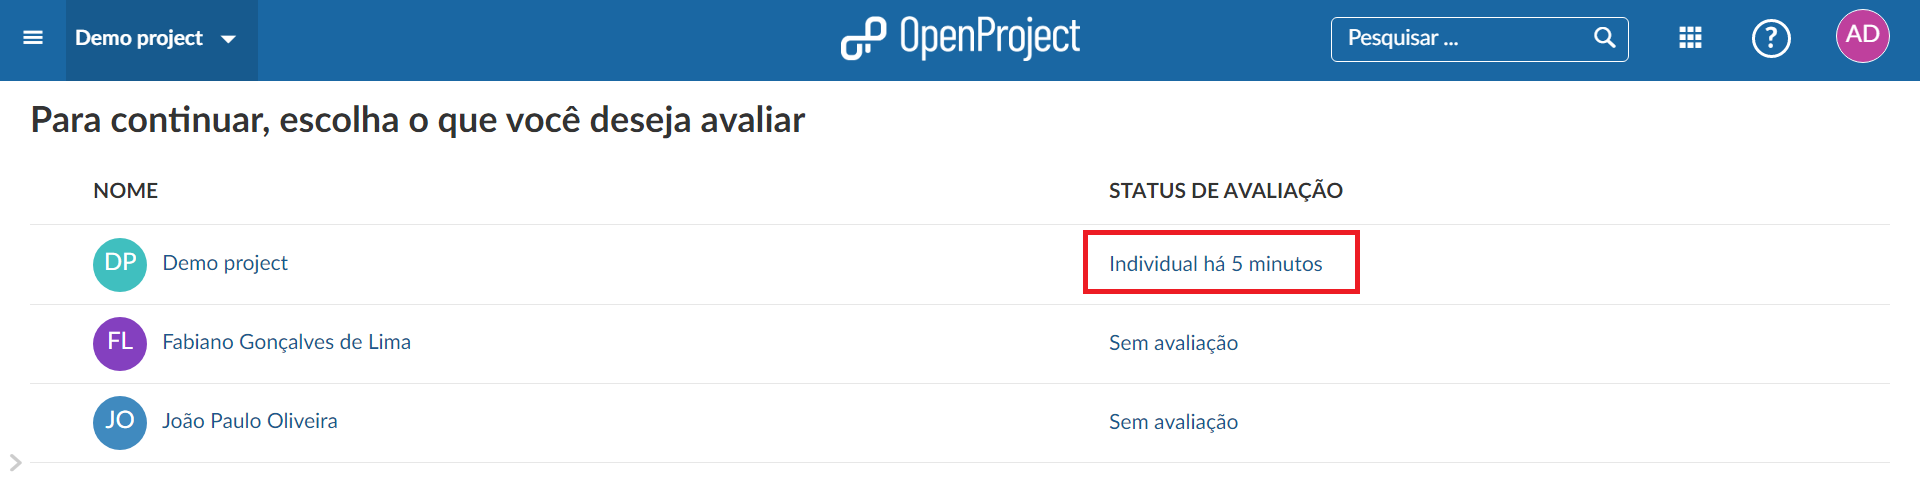 Demo project
OpenProject
Pesquisar ...
?
AD
Para continuar, escolha o que você deseja avaliar
NOME STATUS DE AVALIAÇÃO
DP Demo project Individual há 5 minutos
FL Fabiano Gonçalves de Lima Sem avaliação
JO João Paulo Oliveira Sem avaliação